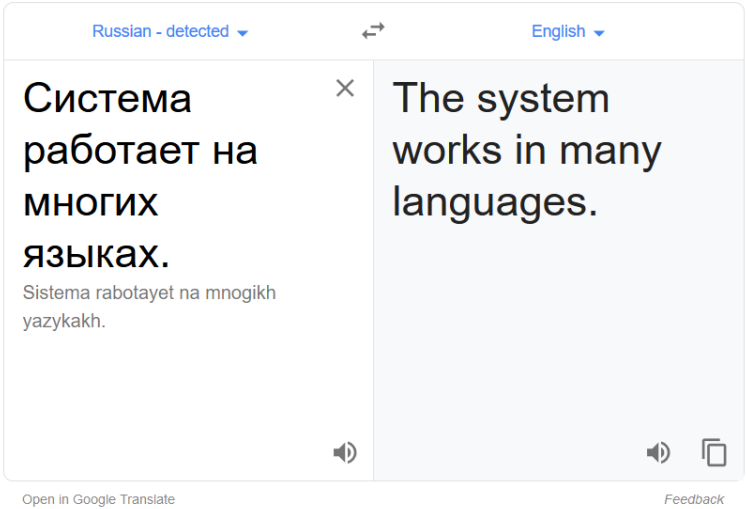 Russian - detected
English
Система
работает на
многих
языках.
Sistema rabotayet na mnogikh
yazykakh.
The system
works in many
languages.
Open in Google Translate
Feedback